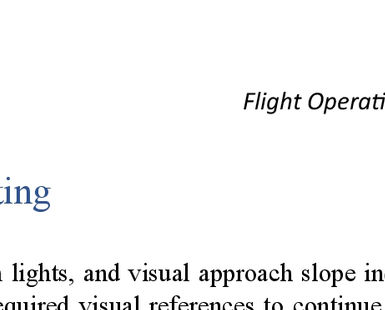 Flight Operati
ting
lights, and visual approach slope in
equired visual references to continue